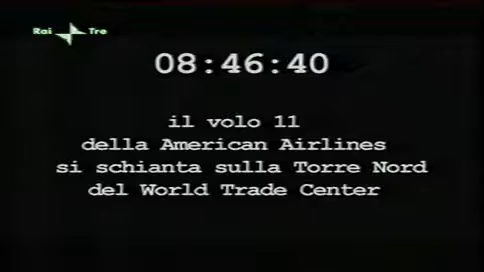 Rai Tre
08:46:40
il volo 11
della American Airlines
si schianta sulla Torre Nord
del World Trade Center